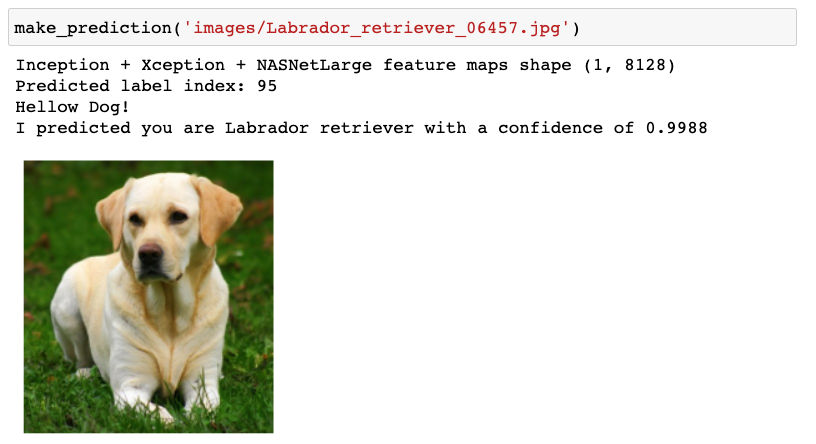 make_prediction('images/Labrador_retriever_06457.jpg')
Inception + Xception + NASNetLarge feature maps shape (1, 8128)
Predicted label index: 95
Hellow Dog!
I predicted you are Labrador retriever with a confidence of 0.9988